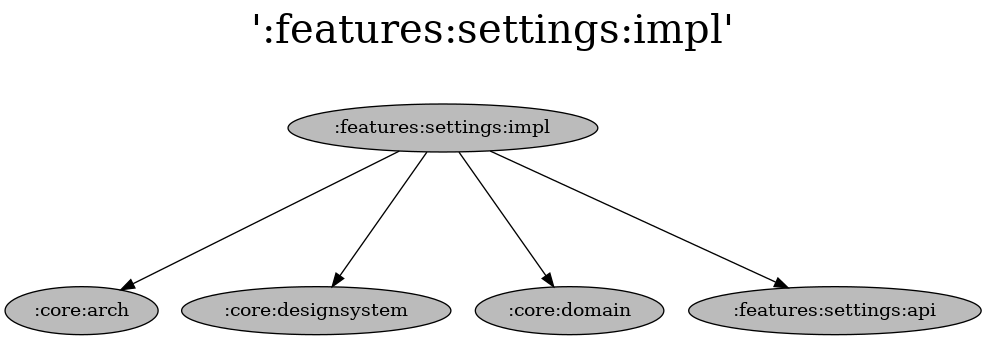 ':features:settings:impl'
:features:settings:impl
:core:arch
:core:designsystem
:core:domain
:features:settings:api